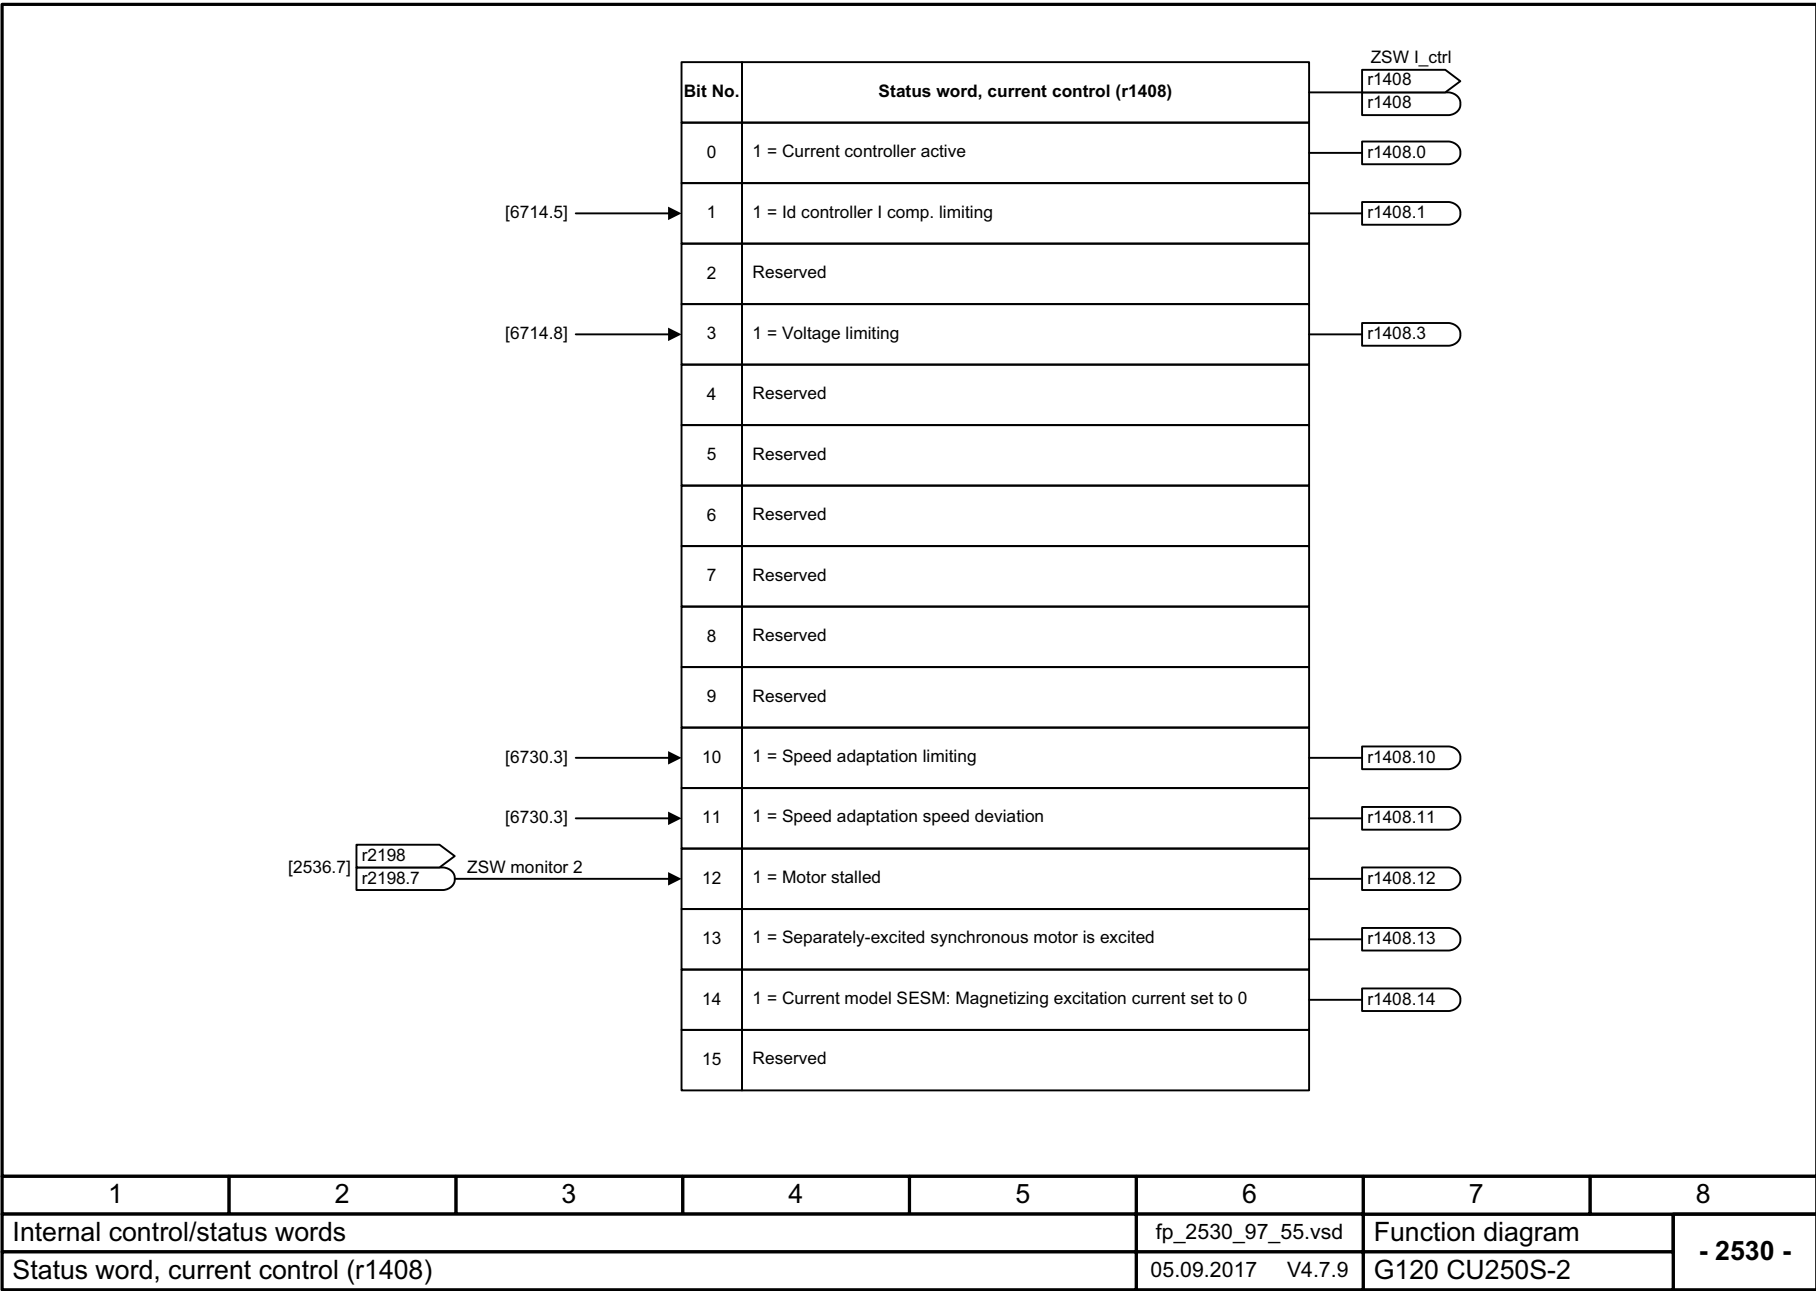 ZSW I_ctrl
Bit No. Status word, current control (r1408) r1408
r1408
0 1 = Current controller active r1408.0
[6714.5] 1 1 = Id controller I comp. limiting r1408.1
2 Reserved
[6714.8] 3 1 = Voltage limiting r1408.3
4 Reserved
5 Reserved
6 Reserved
7 Reserved
8 Reserved
9 Reserved
[6730.3] 10 1 = Speed adaptation limiting r1408.10
[6730.3] 11 1 = Speed adaptation speed deviation r1408.11
r2198
[2536.7] r2198.7 ZSW monitor 2 12 1 = Motor stalled r1408.12
13 1 = Separately-excited synchronous motor is excited r1408.13
14 1 = Current model SESM: Magnetizing excitation current set to 0 r1408.14
15 Reserved
1 2 3 4 5 6 7 8
Internal control/status words fp_2530_97_55.vsd Function diagram - 2530 -
Status word, current control (r1408) 05.09.2017 V4.7.9 G120 CU250S-2